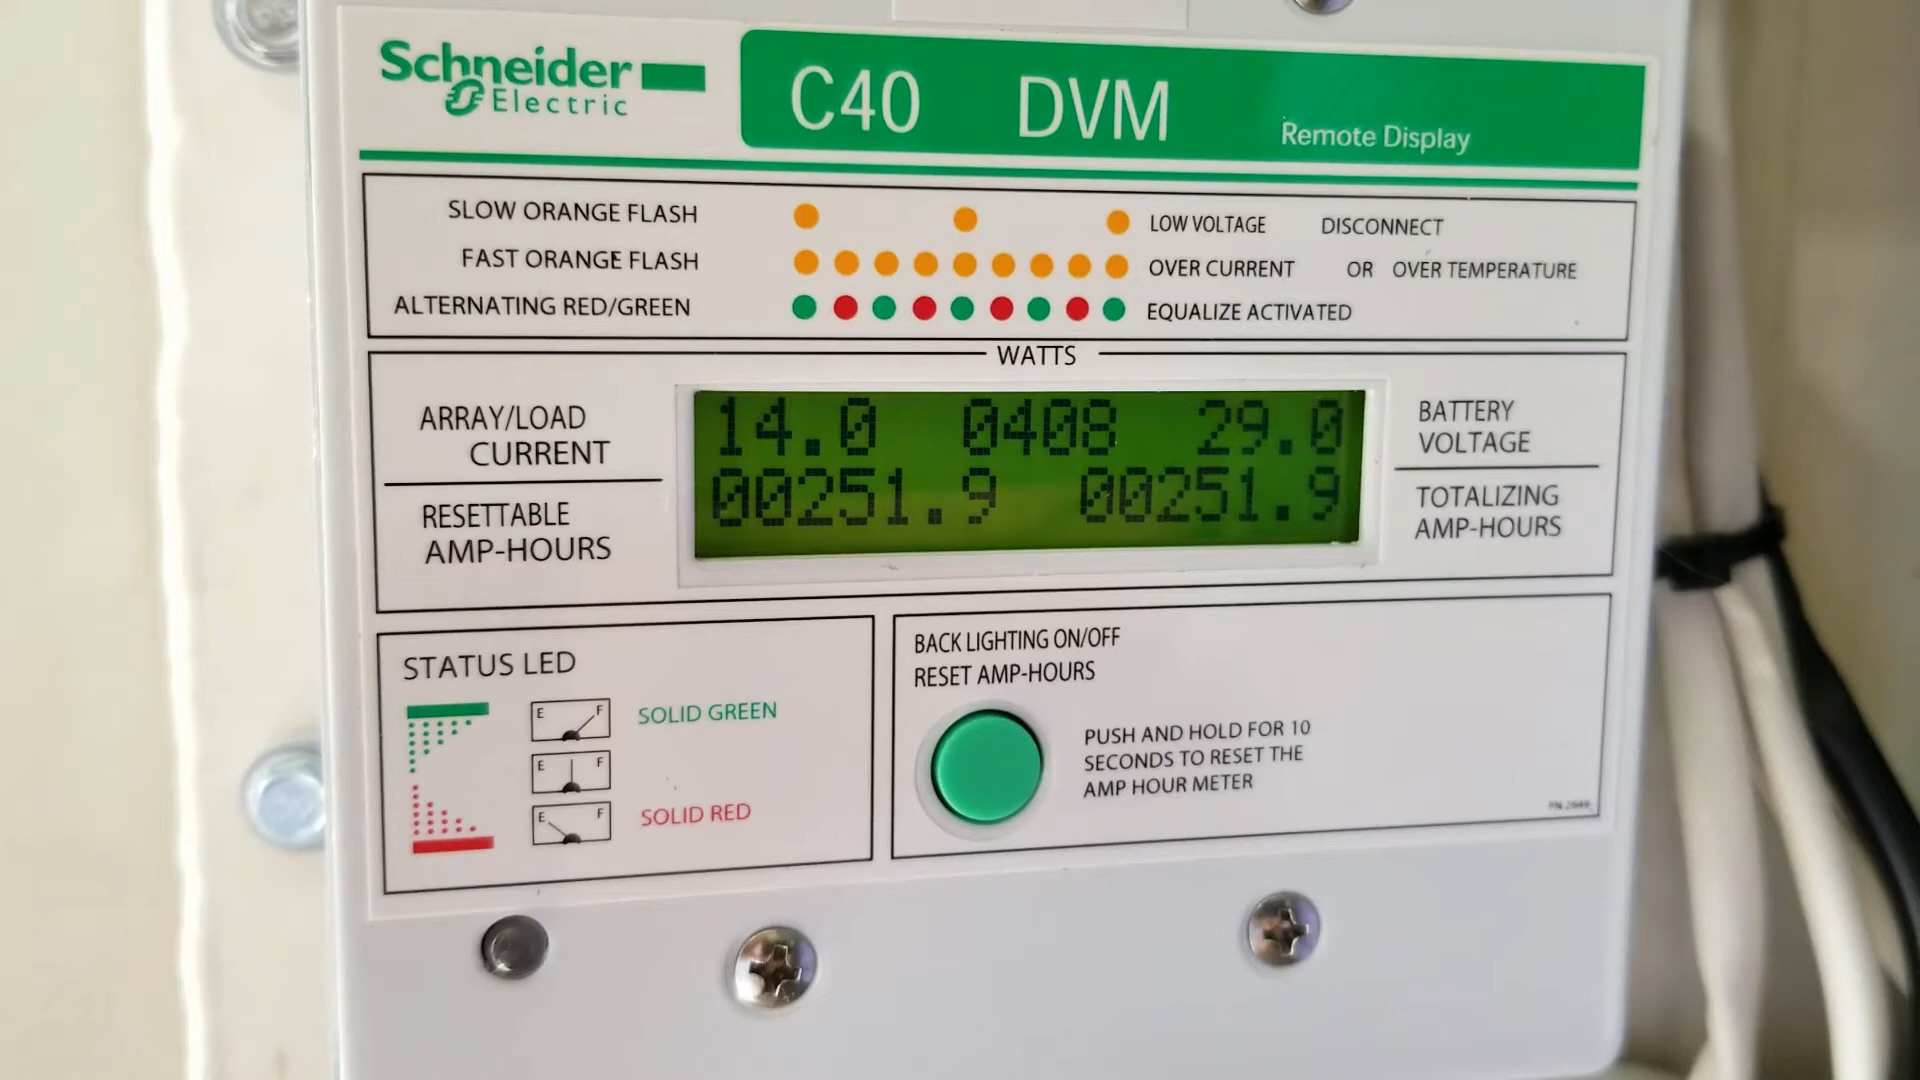 Schneider
Electric
C40 DVM Remote Display
SLOW ORANGE FLASH LOW VOLTAGE DISCONNECT
FAST ORANGE FLASH OVER CURRENT OR OVER TEMPERATURE
ALTERNATING RED/GREEN EQUALIZE ACTIVATED
WATTS
ARRAY/LOAD
CURRENT
14.0 0408 29.0
BATTERY
VOLTAGE
RESETTABLE
AMP-HOURS
00251.9 00251.9
TOTALIZING
AMP-HOURS
STATUS LED
E F SOLID GREEN
E F
E F SOLID RED
BACK LIGHTING ON/OFF
RESET AMP-HOURS
PUSH AND HOLD FOR 10
SECONDS TO RESET THE
AMP HOUR METER